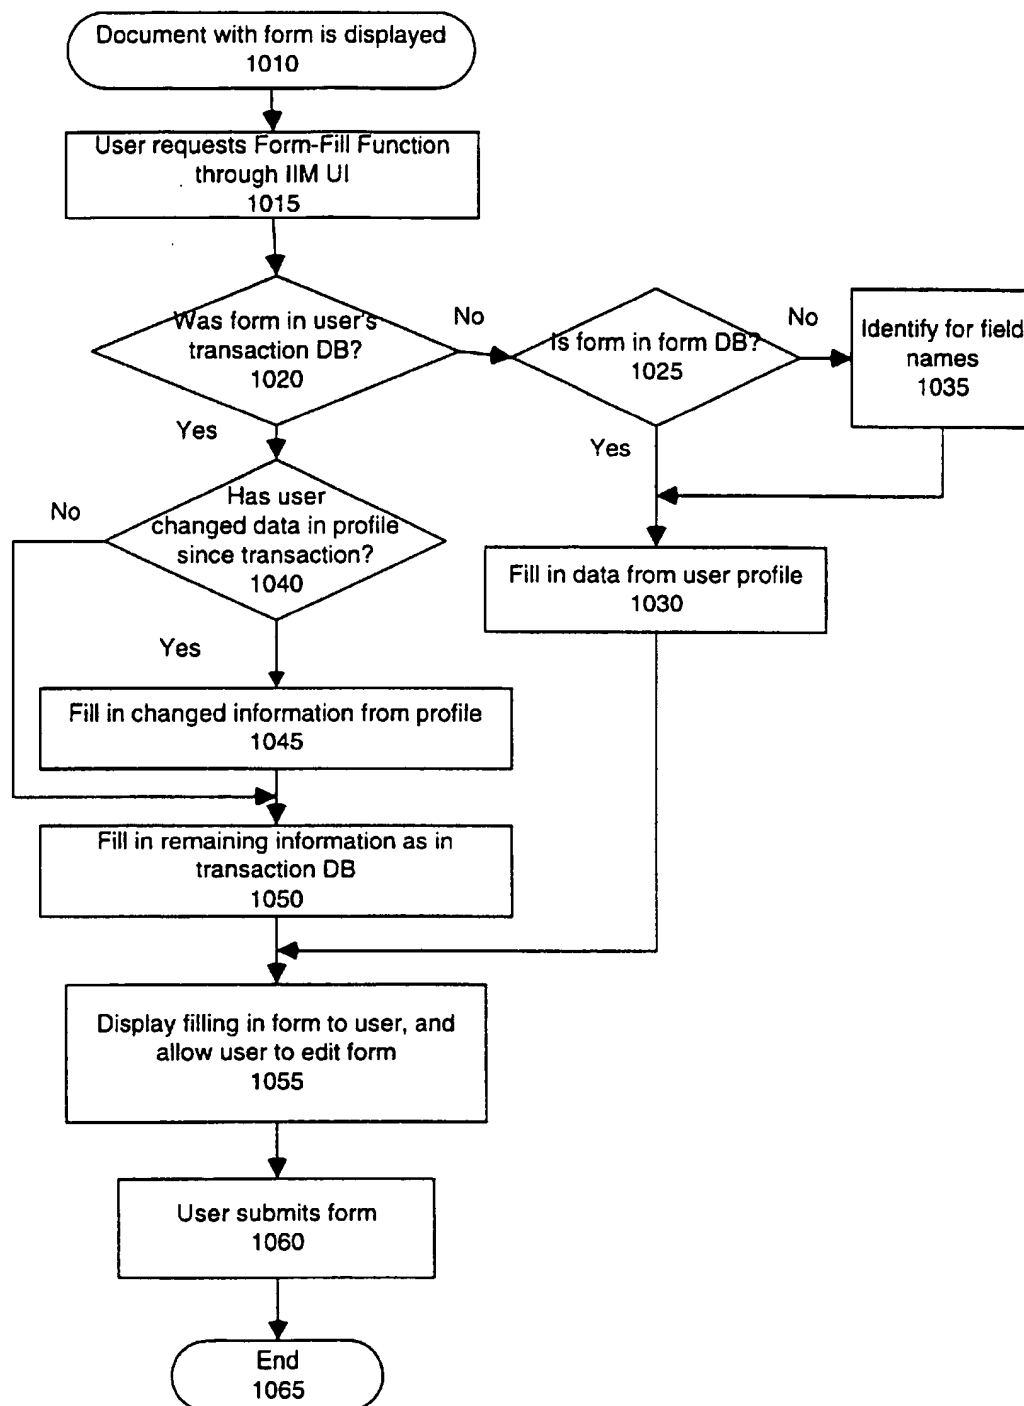 Document with form is displayed
1010
User requests Form-Fill Function
through IIM UI
1015
Was form in user's
transaction DB?
1020
No
Is form in form DB?
1025
No
Identify for field
names
1035
Yes
Yes
Has user
changed data in profile
since transaction?
1040
No
Fill in data from user profile
1030
Yes
Fill in changed information from profile
1045
Fill in remaining information as in
transaction DB
1050
Display filling in form to user, and
allow user to edit form
1055
User submits form
1060
End
1065